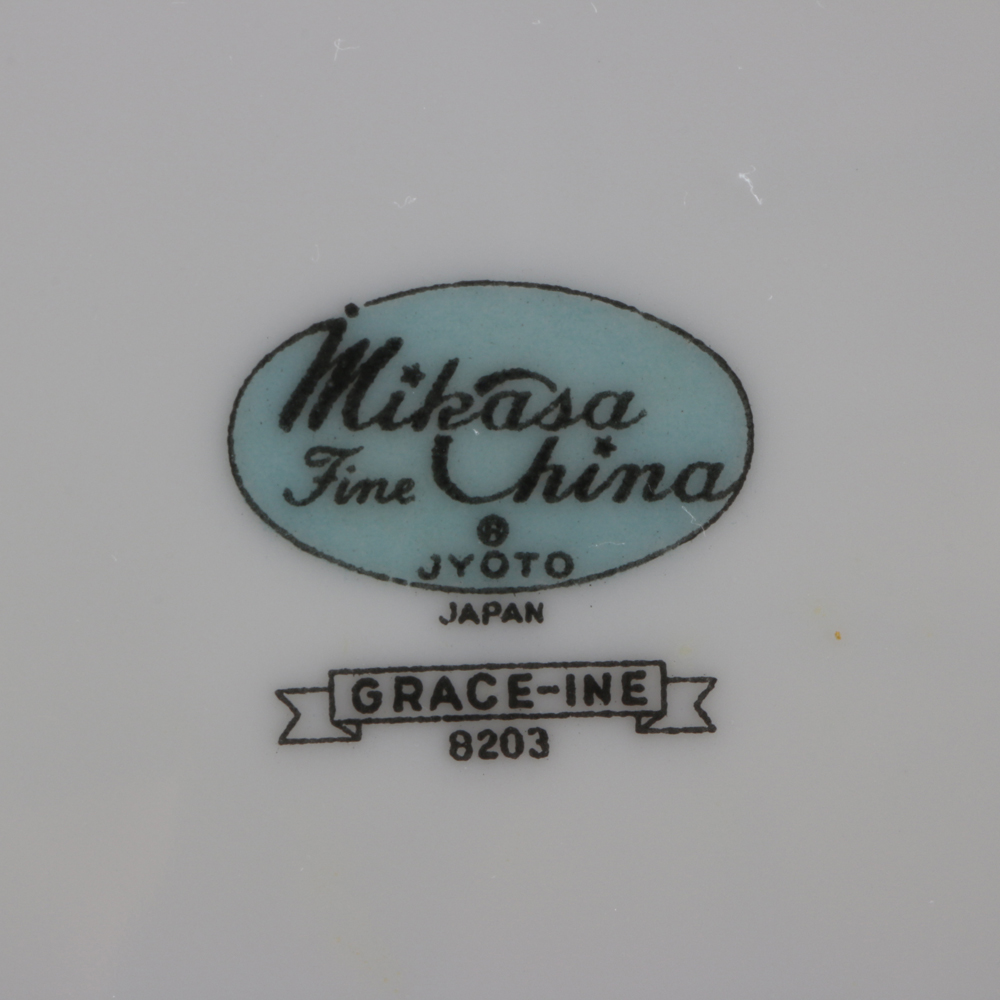 Mikasa
Fine China
®
JYOTO
JAPAN
GRACE-INE
8203